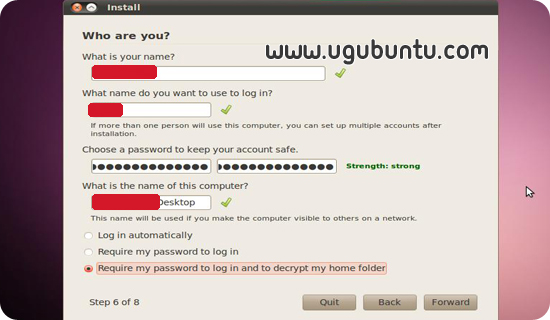 Install
Who are you?
www.ugubuntu.com
What is your name?
What name do you want to use to log in?
If more than one person will use this computer, you can set up multiple accounts after
installation.
Choose a password to keep your account safe.
Strength: strong
What is the name of this computer?
Desktop
This name will be used if you make the computer visible to others on a network.
Log in automatically
Require my password to log in
Require my password to log in and to decrypt my home folder
Step 6 of 8
Quit
Back
Forward